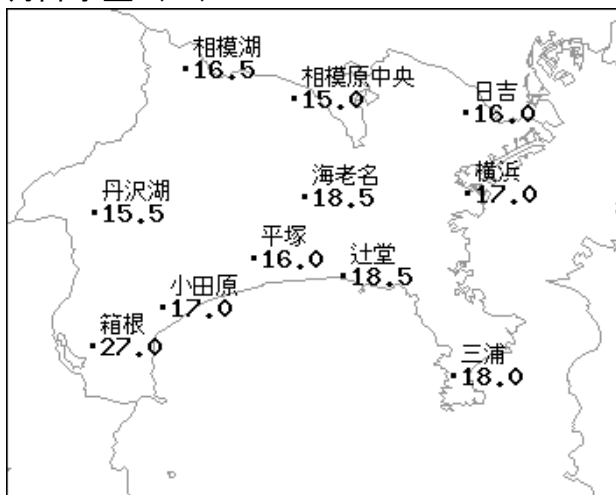 相模湖
16.5
相模原中央
15.0
日吉
16.0
丹沢湖
15.5
海老名
18.5
横浜
17.0
平塚
16.0
辻堂
18.5
小田原
17.0
箱根
27.0
三浦
18.0